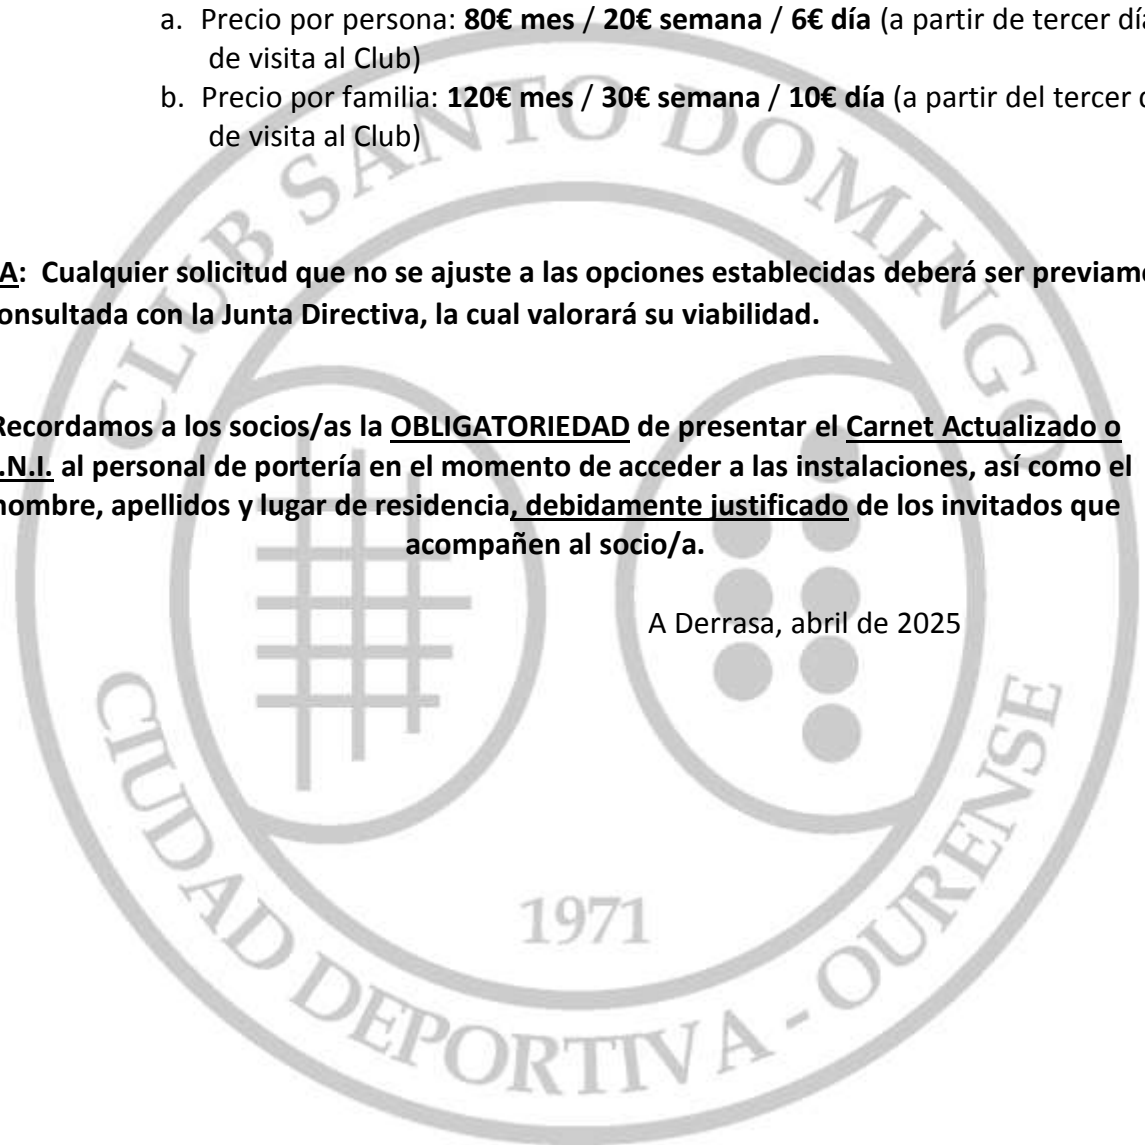 a. Precio por persona: 80€ mes / 20€ semana / 6€ día (a partir de tercer día
de visita al Club)
b. Precio por familia: 120€ mes / 30€ semana / 10€ día (a partir del tercer
de visita al Club)
A: Cualquier solicitud que no se ajuste a las opciones establecidas deberá ser previame
onsultada con la Junta Directiva, la cual valorará su viabilidad.
Recordamos a los socios/as la OBLIGATORIEDAD de presentar el Carnet Actualizado o
.N.I. al personal de portería en el momento de acceder a las instalaciones, así como el
nombre, apellidos y lugar de residencia, debidamente justificado de los invitados que
acompañen al socio/a.
A Derrasa, abril de 2025
CLUB SANTO DOMINGO
1971
CIUDAD DEPORTIVA - OURENSE